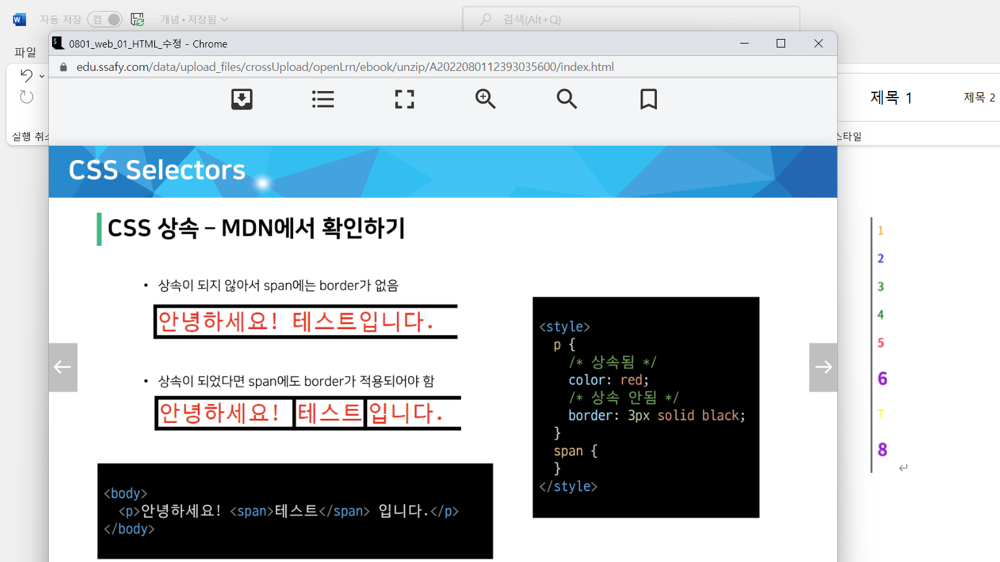 자동 저장 켬 개념 • 저장됨 검색(Alt+Q)
파일
0801_web_01_HTML_수정 - Chrome
edu.ssafy.com/data/upload_files/crossUpload/openLrn/ebook/unzip/A2022080112393035600/index.html
제목 1 제목 2
실행 취소
스타일
CSS Selectors
CSS 상속 – MDN에서 확인하기
• 상속이 되지 않아서 span에는 border가 없음
안녕하세요! 테스트입니다.
• 상속이 되었다면 span에도 border가 적용되어야 함
안녕하세요! 테스트 입니다.
<body>
<p>안녕하세요! <span>테스트</span> 입니다.</p>
</body>
<style>
p {
/* 상속됨 */
color: red;
/* 상속 안됨 */
border: 3px solid black;
}
span {
}
</style>
1
2
3
4
5
6
7
8